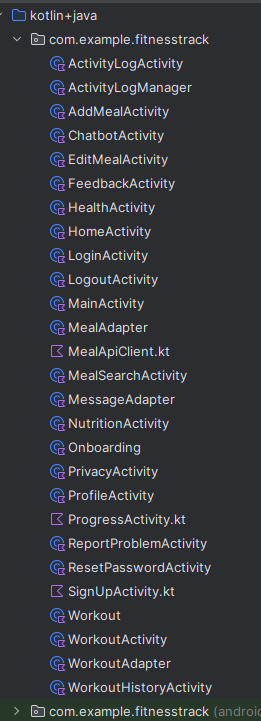 kotlin+java
com.example.fitnesstrack
ActivityLogActivity
ActivityLogManager
AddMealActivity
ChatbotActivity
EditMealActivity
FeedbackActivity
HealthActivity
HomeActivity
LoginActivity
LogoutActivity
MainActivity
MealAdapter
MealApiClient.kt
MealSearchActivity
MessageAdapter
NutritionActivity
Onboarding
PrivacyActivity
ProfileActivity
ProgressActivity.kt
ReportProblemActivity
ResetPasswordActivity
SignUpActivity.kt
Workout
WorkoutActivity
WorkoutAdapter
WorkoutHistoryActivity
com.example.fitnesstrack (android